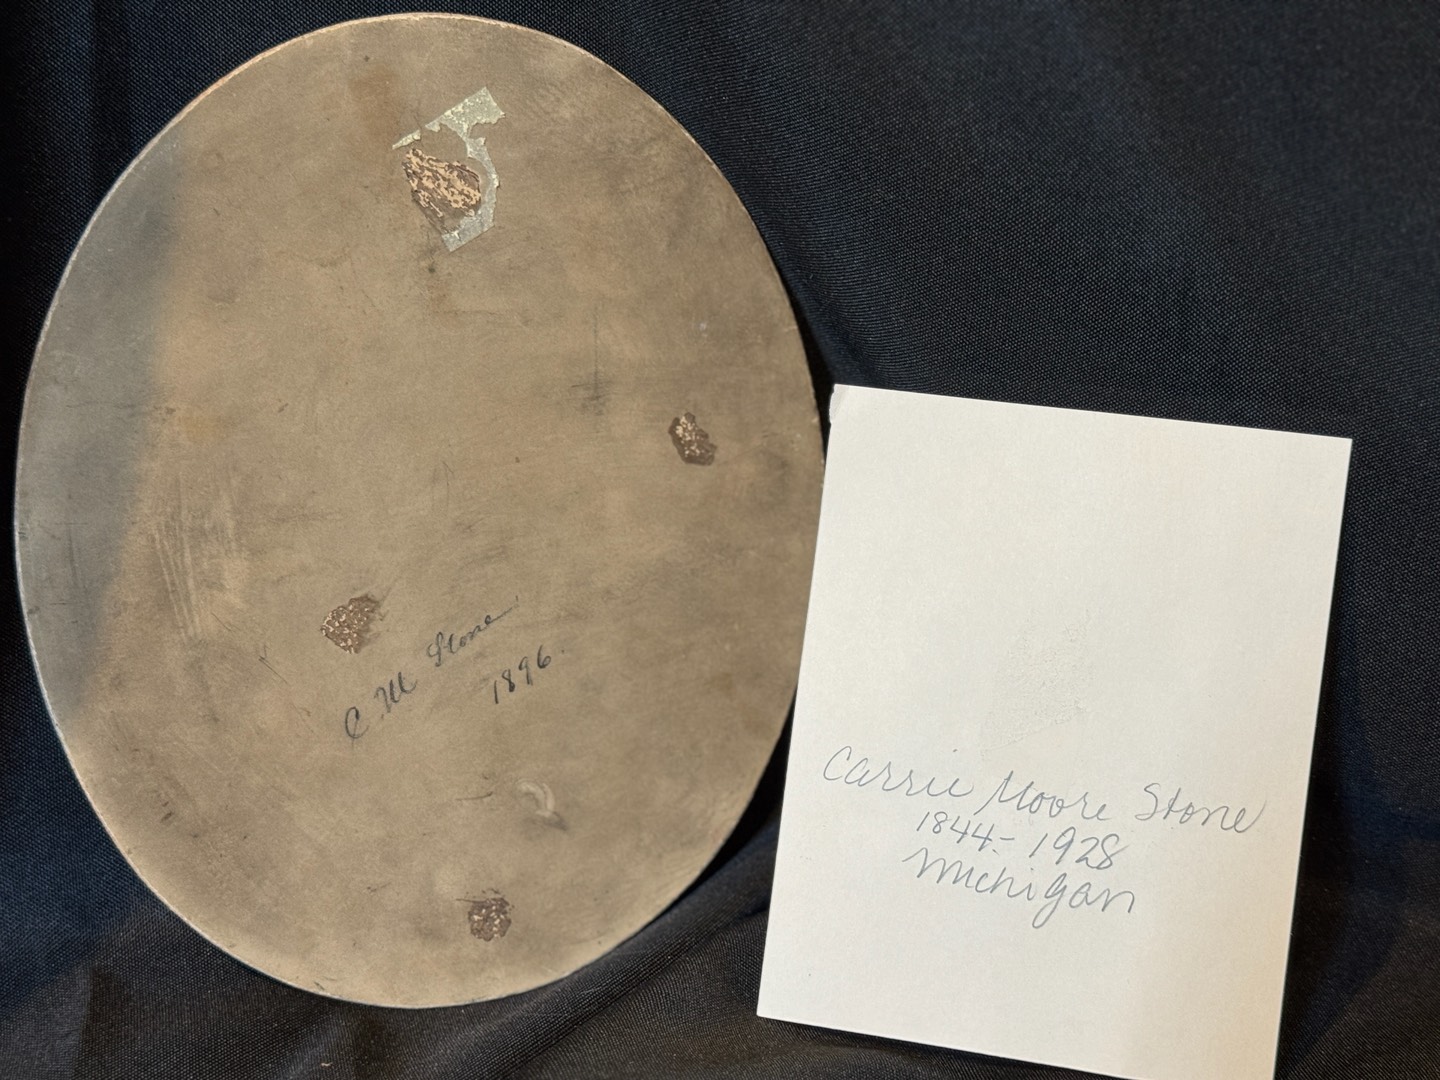 C. M Stone
1896.
Carrie Moore Stone
1844-1928
Michigan